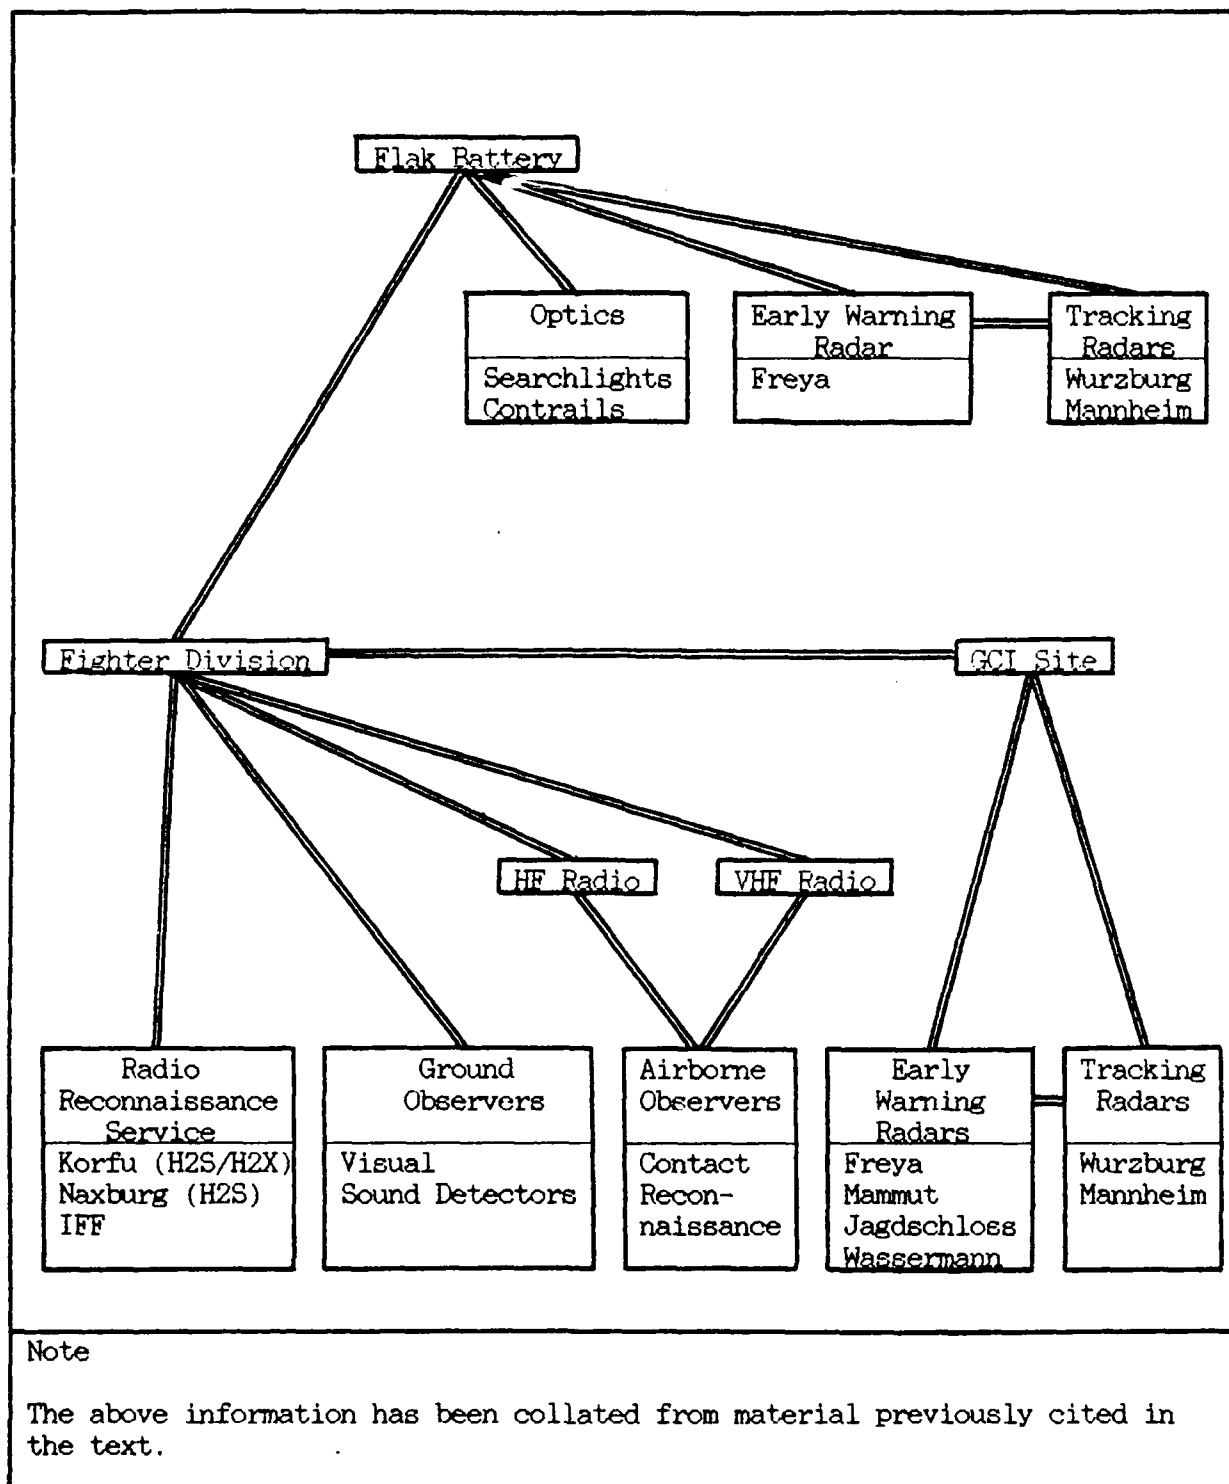 Flak Battery
Optics
Searchlights
Contrails
Early Warning
Radar
Freya
Tracking
Radars
Wurzburg
Mannheim
Fighter Division
GCI Site
HF Radio
VHF Radio
Radio
Reconnaissance
Service
Korfu (H2S/H2X)
Naxburg (H2S)
IFF
Ground
Observers
Visual
Sound Detectors
Airborne
Observers
Contact
Recon-
naissance
Early
Warning
Radars
Freya
Mammut
Jagdschloss
Wassermann
Tracking
Radars
Wurzburg
Mannheim
Note
The above information has been collated from material previously cited in
the text.